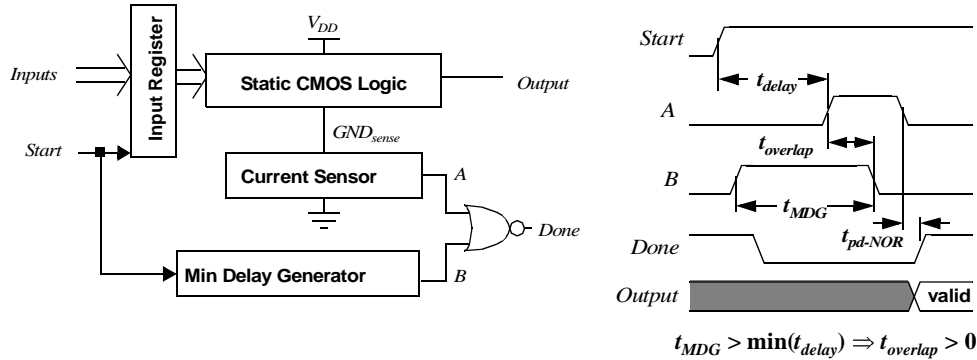 Inputs
Start
Input Register
V_DD
Static CMOS Logic
Output
GND_sense
Current Sensor
A
Min Delay Generator
B
Done
Start
t_delay
A
t_overlap
B
t_MDG
t_pd-NOR
Done
Output
valid
t_MDG > min(t_delay) ⇒ t_overlap > 0